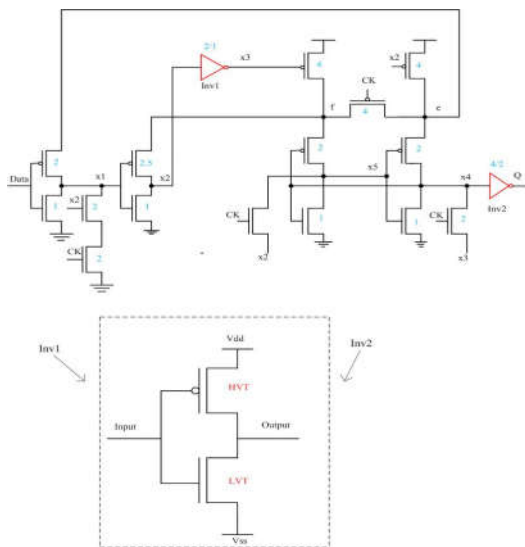 2/1
x3
x2
6
4
Inv1
CK
f
4
e
Data
2
x1
2.5
x2
2
2
x5
x4
4/2
Q
1
x2
2
1
CK
1
1
CK
2
Inv2
CK
2
x2
x3
Vdd
Inv1
Inv2
HVT
Input
Output
LVT
Vss